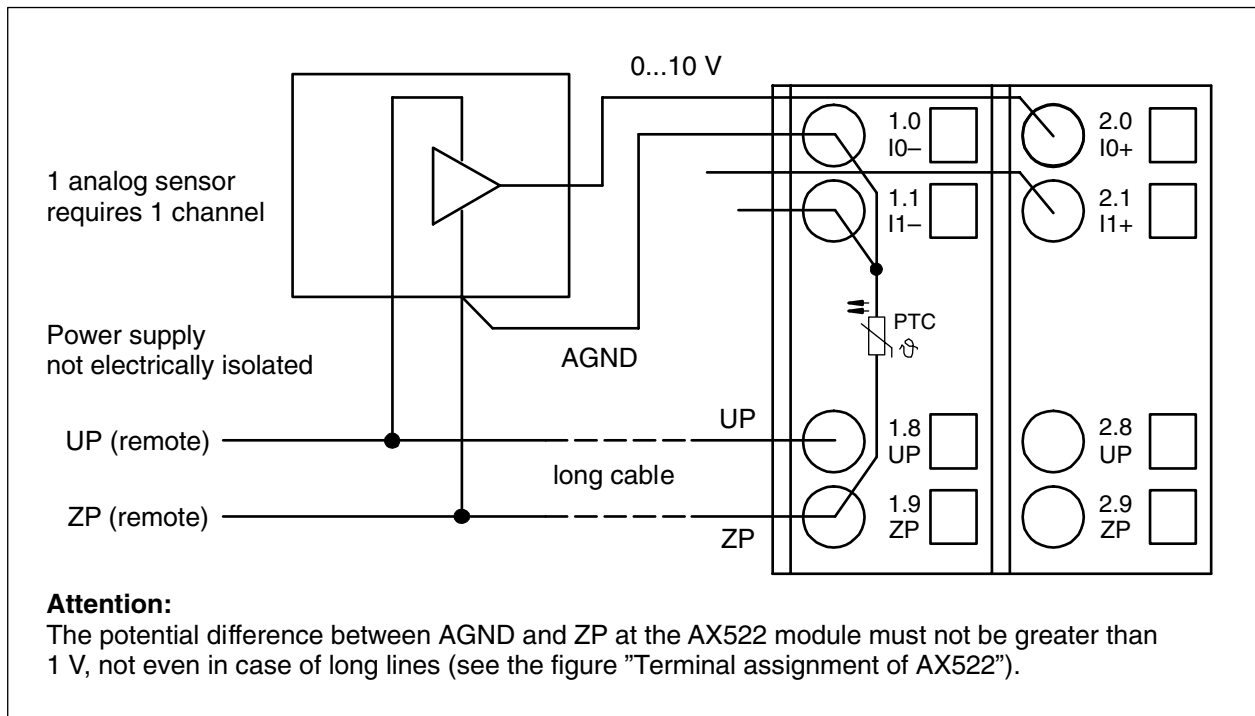 0...10 V
1 analog sensor
requires 1 channel
1.0
I0–
2.0
I0+
1.1
I1–
2.1
I1+
PTC
ϑ
Power supply
not electrically isolated
AGND
UP (remote)
UP
long cable
1.8
UP
2.8
UP
ZP (remote)
ZP
1.9
ZP
2.9
ZP
Attention:
The potential difference between AGND and ZP at the AX522 module must not be greater than
1 V, not even in case of long lines (see the figure ”Terminal assignment of AX522”).